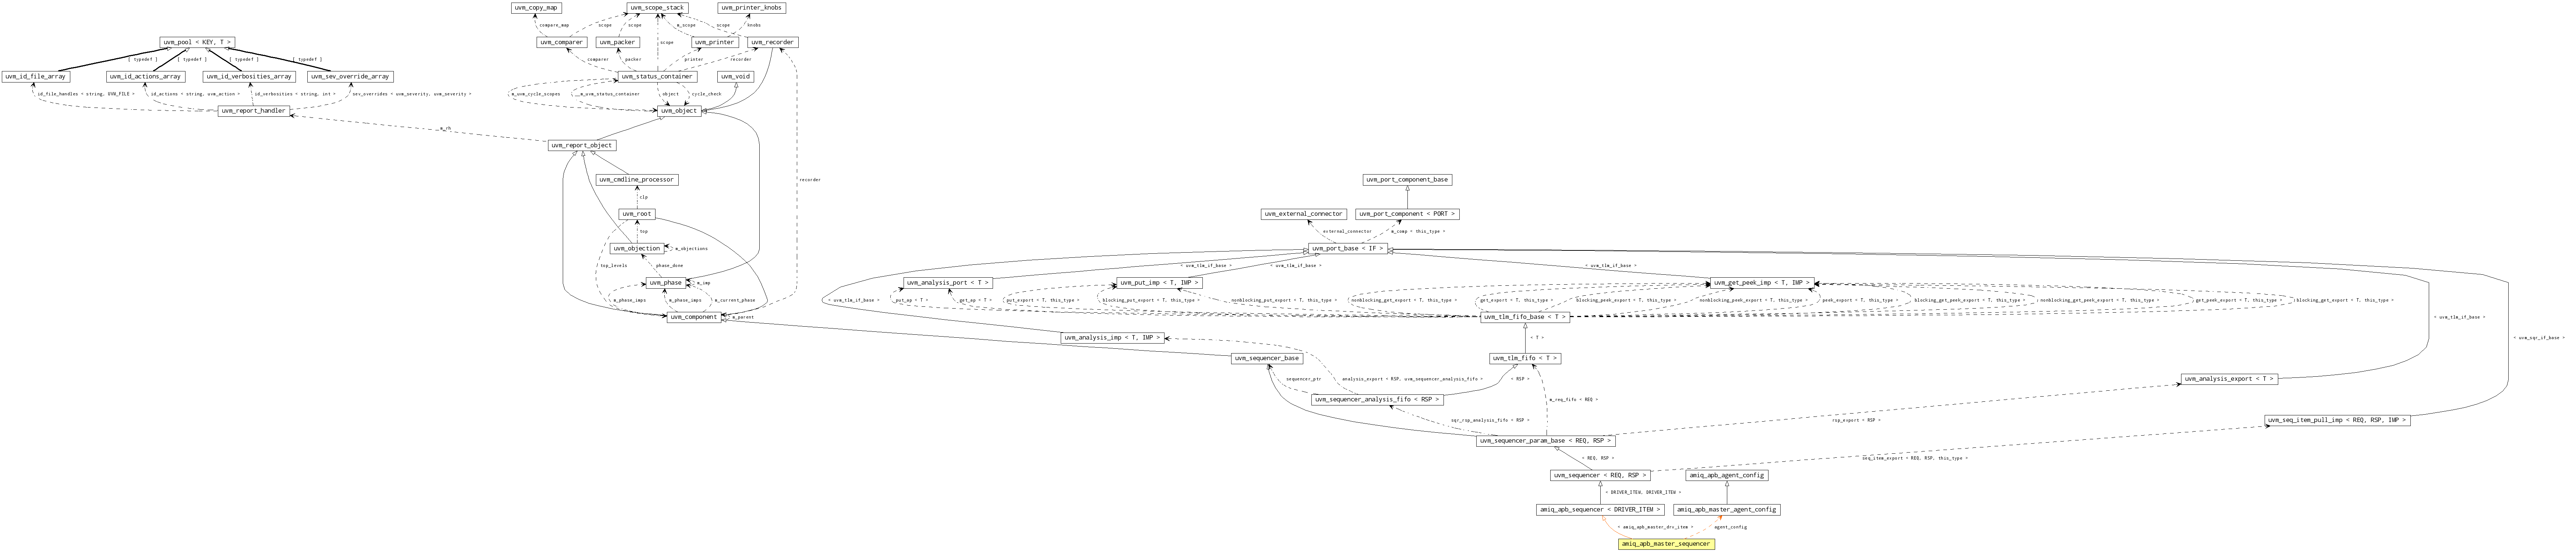 uvm_copy_map
uvm_scope_stack
uvm_printer_knobs
compare_map
scope
scope
m_scope
scope
knobs
uvm_pool < KEY, T >
uvm_comparer
uvm_packer
uvm_printer
uvm_recorder
[ typedef ]
[ typedef ]
[ typedef ]
[ typedef ]
scope
comparer
packer
printer
recorder
uvm_id_file_array
uvm_id_actions_array
uvm_id_verbosities_array
uvm_sev_override_array
uvm_status_container
uvm_void
id_file_handles < string, UVM_FILE >
id_actions < string, uvm_action >
id_verbosities < string, int >
sev_overrides < uvm_severity, uvm_severity >
m_uvm_cycle_scopes
_m_uvm_status_container
object
cycle_check
uvm_report_handler
uvm_object
m_rh
uvm_report_object
uvm_cmdline_processor
recorder
uvm_port_component_base
clp
uvm_root
uvm_external_connector
uvm_port_component < PORT >
top
external_connector
m_comp < this_type >
uvm_objection
m_objections
uvm_port_base < IF >
top_levels
phase_done
< uvm_tlm_if_base >
< uvm_tlm_if_base >
< uvm_tlm_if_base >
uvm_phase
m_imp
uvm_analysis_port < T >
uvm_put_imp < T, IMP >
uvm_get_peek_imp < T, IMP >
m_phase_imps
m_phase_imps
m_current_phase
< uvm_tlm_if_base >
put_ap < T >
get_ap < T >
put_export < T, this_type >
blocking_put_export < T, this_type >
nonblocking_put_export < T, this_type >
nonblocking_get_export < T, this_type >
get_export < T, this_type >
blocking_peek_export < T, this_type >
nonblocking_peek_export < T, this_type >
peek_export < T, this_type >
blocking_get_peek_export < T, this_type >
nonblocking_get_peek_export < T, this_type >
get_peek_export < T, this_type >
blocking_get_export < T, this_type >
uvm_component
m_parent
uvm_tlm_fifo_base < T >
< uvm_tlm_if_base >
uvm_analysis_imp < T, IMP >
< T >
< uvm_sqr_if_base >
uvm_sequencer_base
uvm_tlm_fifo < T >
sequencer_ptr
analysis_export < RSP, uvm_sequencer_analysis_fifo >
< RSP >
uvm_analysis_export < T >
uvm_sequencer_analysis_fifo < RSP >
m_req_fifo < REQ >
sqr_rsp_analysis_fifo < RSP >
rsp_export < RSP >
uvm_seq_item_pull_imp < REQ, RSP, IMP >
uvm_sequencer_param_base < REQ, RSP >
< REQ, RSP >
seq_item_export < REQ, RSP, this_type >
uvm_sequencer < REQ, RSP >
amiq_apb_agent_config
< DRIVER_ITEM, DRIVER_ITEM >
amiq_apb_sequencer < DRIVER_ITEM >
amiq_apb_master_agent_config
< amiq_apb_master_drv_item >
agent_config
amiq_apb_master_sequencer